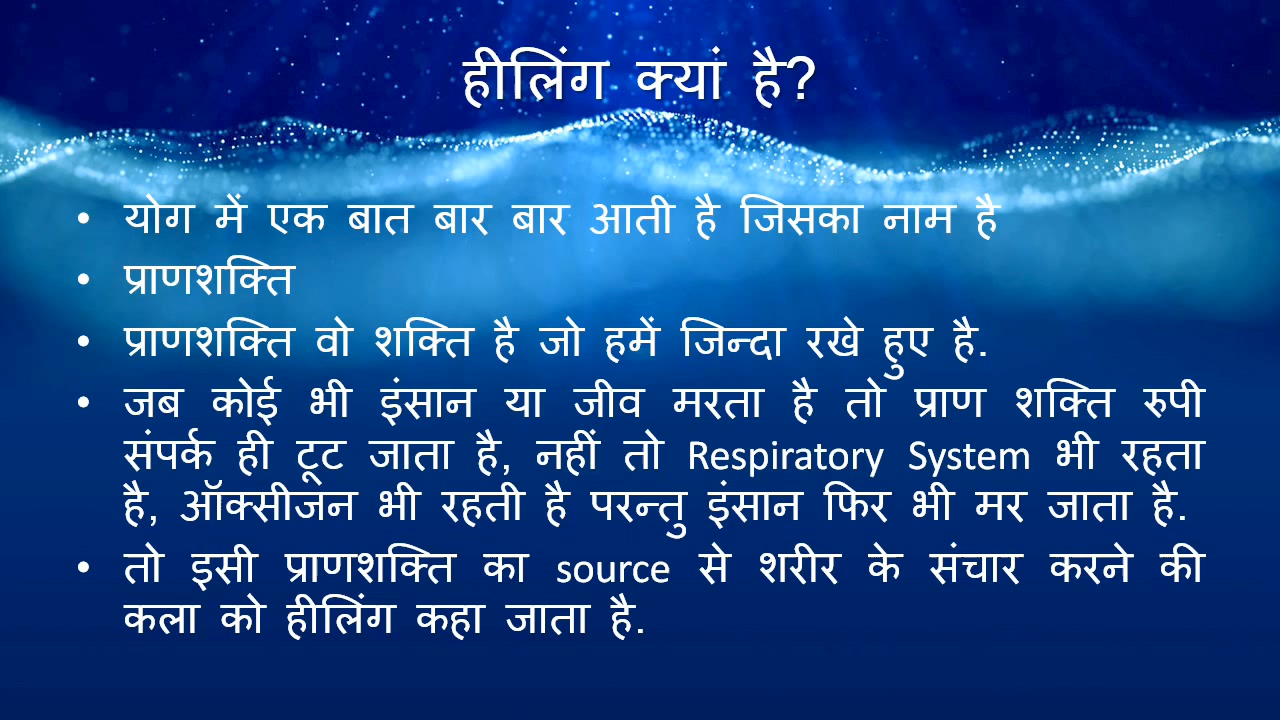 हीलिंग क्यां है?
• योग में एक बात बार बार आती है जिसका नाम है
• प्राणशक्ति
• प्राणशक्ति वो शक्ति है जो हमें जिन्दा रखे हुए है.
• जब कोई भी इंसान या जीव मरता है तो प्राण शक्ति रुपी
संपर्क ही टूट जाता है, नहीं तो Respiratory System भी रहता
है, ऑक्सीजन भी रहती है परन्तु इंसान फिर भी मर जाता है.
• तो इसी प्राणशक्ति का source से शरीर के संचार करने की
कला को हीलिंग कहा जाता है.